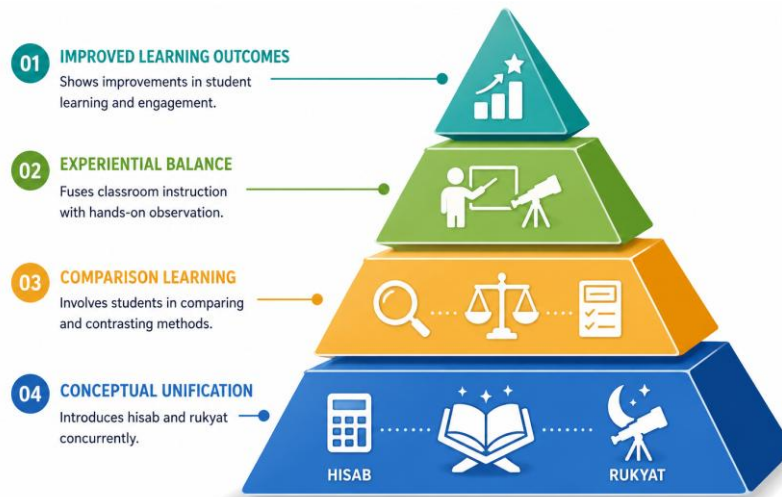 01
IMPROVED LEARNING OUTCOMES
Shows improvements in student
learning and engagement.
02
EXPERIENTIAL BALANCE
Fuses classroom instruction
with hands-on observation.
03
COMPARISON LEARNING
Involves students in comparing
and contrasting methods.
04
CONCEPTUAL UNIFICATION
Introduces hisab and rukyat
concurrently.
HISAB
RUKYAT